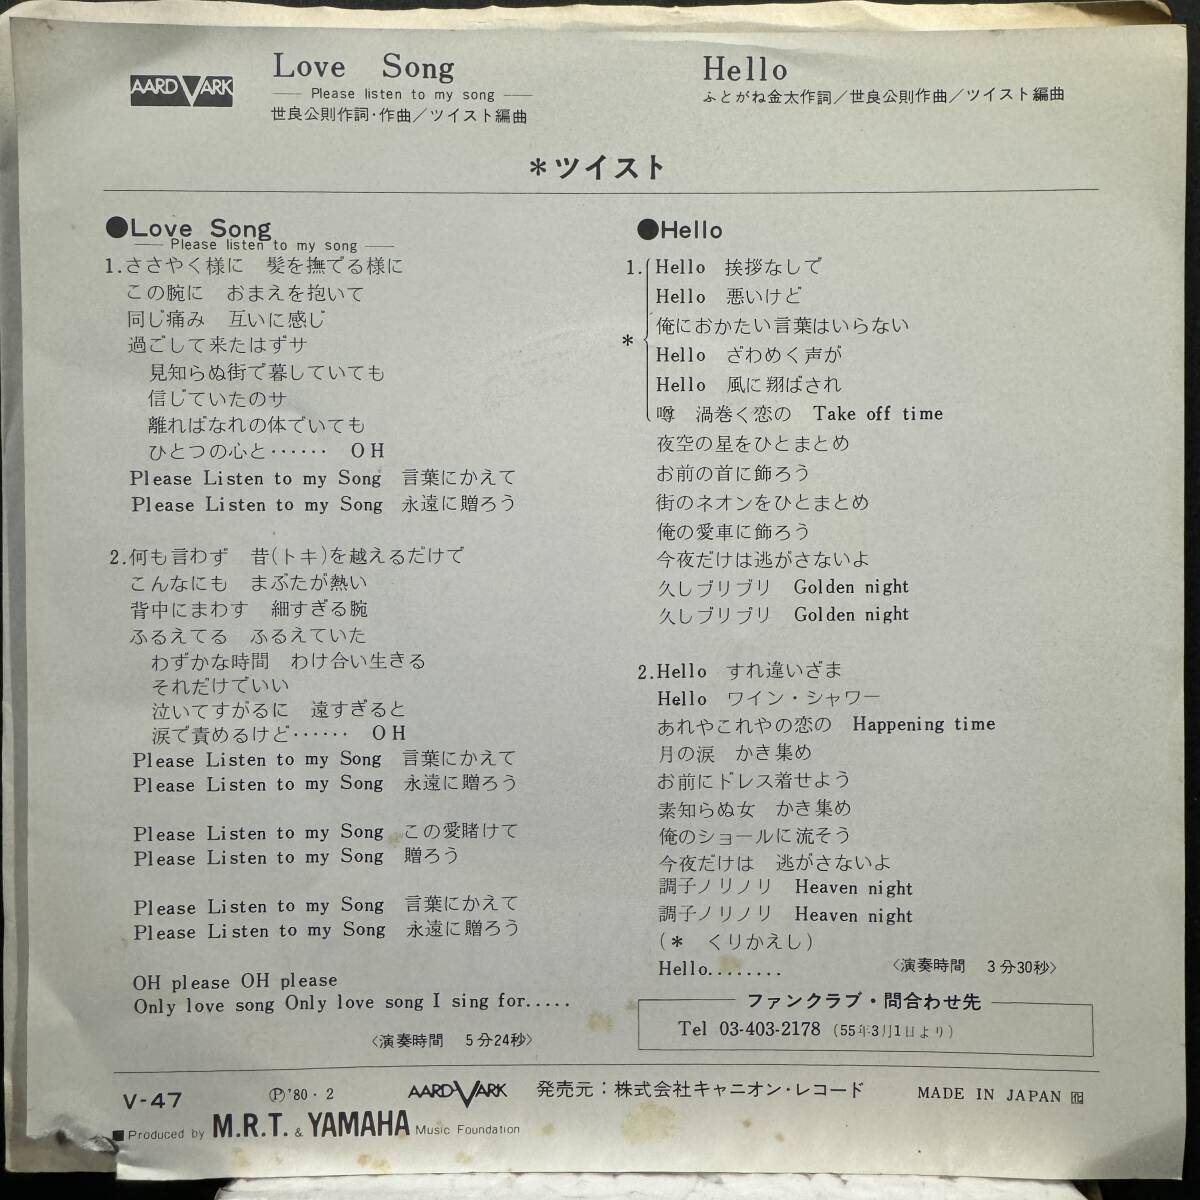 AARDVARK
Love Song
Please listen to my song
世良公則作詞・作曲／ツイスト編曲
Hello
ふとがね金太作詞／世良公則作曲／ツイスト編曲
＊ツイスト
●Love Song
Please listen to my song
1.ささやく様に　髪を撫でる様に
この腕に　おまえを抱いて
同じ痛み　互いに感じ
過ごして来たはずサ
見知らぬ街で暮していても
信じていたのサ
離ればなれの体でいても
ひとつの心と‥‥‥　OH
Please Listen to my Song　言葉にかえて
Please Listen to my Song　永遠に贈ろう
2.何も言わず　昔(トキ)を越えるだけで
こんなにも　まぶたが熱い
背中にまわす　細すぎる腕
ふるえてる　ふるえていた
わずかな時間　わけ合い生きる
それだけでいい
泣いてすがるに　遠すぎると
涙で責めるけど‥‥‥　OH
Please Listen to my Song　言葉にかえて
Please Listen to my Song　永遠に贈ろう
Please Listen to my Song　この愛賭けて
Please Listen to my Song　贈ろう
Please Listen to my Song　言葉にかえて
Please Listen to my Song　永遠に贈ろう
OH please OH please
Only love song Only love song I sing for.....
〈演奏時間　5分24秒〉
●Hello
1.Hello　挨拶なしで
Hello　悪いけど
俺におかたい言葉はいらない
＊
Hello　ざわめく声が
Hello　風に翔ばされ
噂　渦巻く恋の　Take off time
夜空の星をひとまとめ
お前の首に飾ろう
街のネオンをひとまとめ
俺の愛車に飾ろう
今夜だけは逃がさないよ
久しブリブリ　Golden night
久しブリブリ　Golden night
2.Hello　すれ違いざま
Hello　ワイン・シャワー
あれやこれやの恋の　Happening time
月の涙　かき集め
お前にドレス着せよう
素知らぬ女　かき集め
俺のショールに流そう
今夜だけは　逃がさないよ
調子ノリノリ　Heaven night
調子ノリノリ　Heaven night
(＊　くりかえし)
Hello........
〈演奏時間　3分30秒〉
ファンクラブ・問合わせ先
Tel 03-403-2178 (55年3月1日より)
V-47
Ⓟ'80・2
AARD-VARK
発売元：株式会社キャニオン・レコード
MADE IN JAPAN
■Produced by M.R.T. & YAMAHA Music Foundation